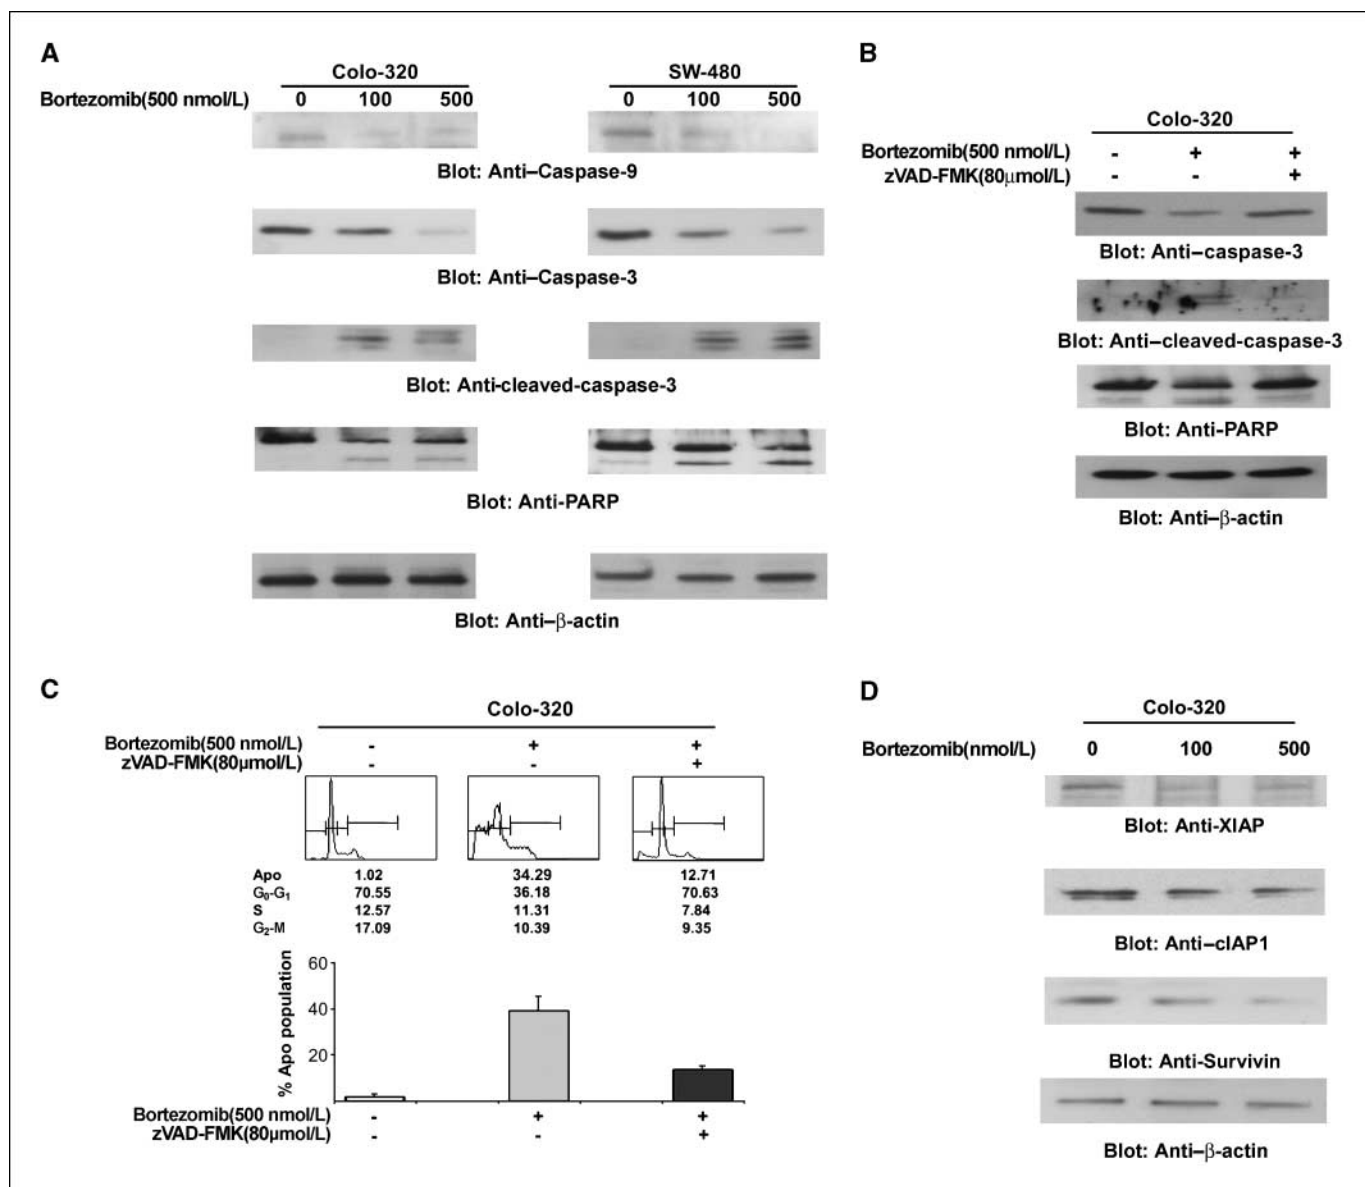 A
Colo-320 SW-480
Bortezomib(500 nmol/L) 0 100 500 0 100 500
Blot: Anti–Caspase-9
Blot: Anti–Caspase-3
Blot: Anti-cleaved-caspase-3
Blot: Anti-PARP
Blot: Anti–β-actin
B
Colo-320
Bortezomib(500 nmol/L) - + +
zVAD-FMK(80μmol/L) - - +
Blot: Anti–caspase-3
Blot: Anti–cleaved-caspase-3
Blot: Anti-PARP
Blot: Anti–β-actin
C
Colo-320
Bortezomib(500 nmol/L) - + +
zVAD-FMK(80μmol/L) - - +
Apo 1.02 34.29 12.71
G₀-G₁ 70.55 36.18 70.63
S 12.57 11.31 7.84
G₂-M 17.09 10.39 9.35
% Apo population
60
40
20
Bortezomib(500 nmol/L) - + +
zVAD-FMK(80μmol/L) - - +
D
Colo-320
Bortezomib(nmol/L) 0 100 500
Blot: Anti-XIAP
Blot: Anti–cIAP1
Blot: Anti-Survivin
Blot: Anti–β-actin